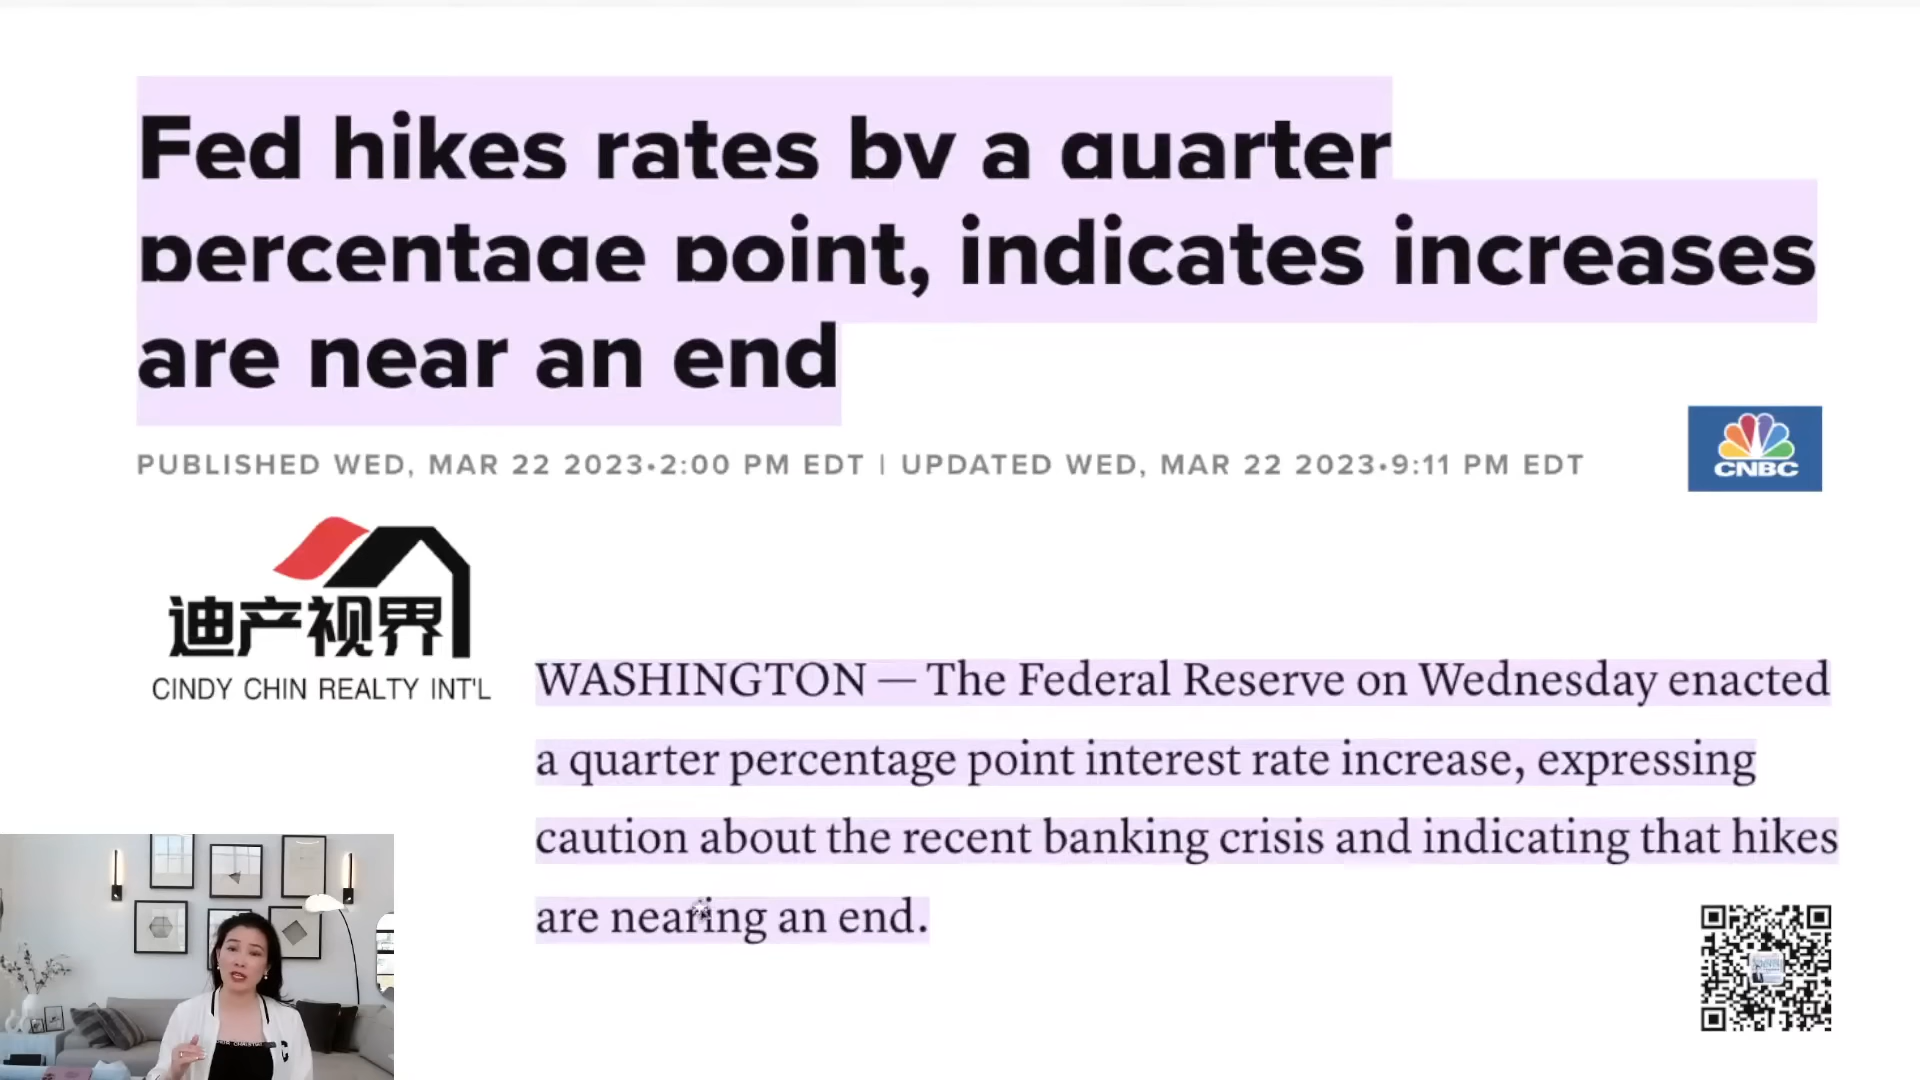 Fed hikes rates by a quarter
percentage point, indicates increases
are near an end
PUBLISHED WED, MAR 22 2023•2:00 PM EDT | UPDATED WED, MAR 22 2023•9:11 PM EDT
CNBC
迪产视界
CINDY CHIN REALTY INT'L
WASHINGTON — The Federal Reserve on Wednesday enacted
a quarter percentage point interest rate increase, expressing
caution about the recent banking crisis and indicating that hikes
are nearing an end.